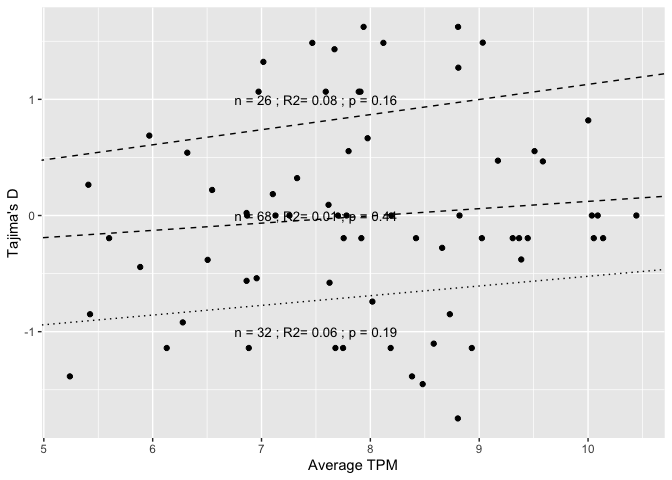 1
n = 26 ; R2= 0.08 ; p = 0.16
Tajima's D
0
n = 68 ; R2= 0.01 ; p = 0.44
-1
n = 32 ; R2= 0.06 ; p = 0.19
5 6 7 8 9 10
Average TPM